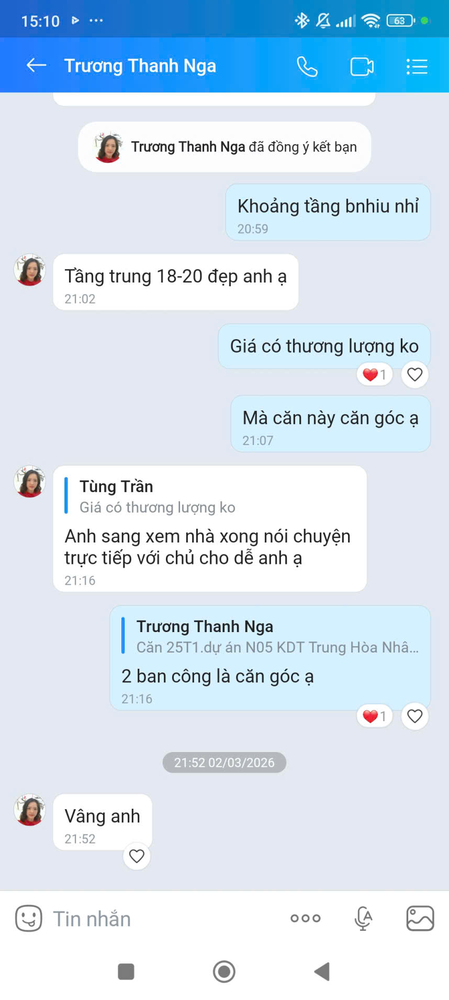 15:10
63
Trương Thanh Nga
Trương Thanh Nga đã đồng ý kết bạn
Khoảng tầng bnhiu nhỉ
20:59
Tầng trung 18-20 đẹp anh ạ
21:02
Giá có thương lượng ko
1
Mà căn này căn góc ạ
21:07
Tùng Trần
Giá có thương lượng ko
Anh sang xem nhà xong nói chuyện
trực tiếp với chủ cho dễ anh ạ
21:16
Trương Thanh Nga
Căn 25T1.dự án N05 KDT Trung Hòa Nhâ...
2 ban công là căn góc ạ
21:16
1
21:52 02/03/2026
Vâng anh
21:52
Tin nhắn